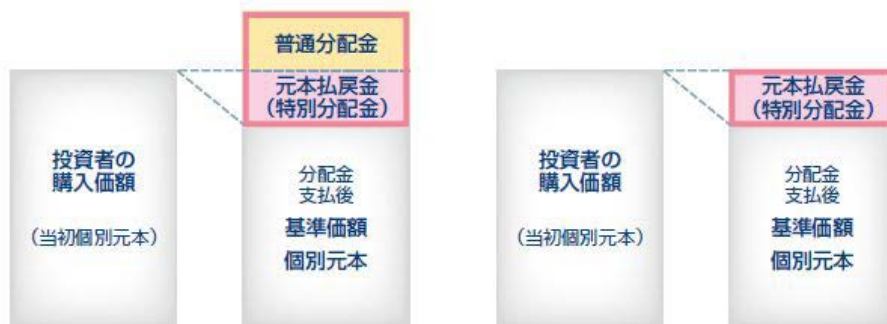 普通分配金
元本払戻金
（特別分配金）
投資者の
購入価額
（当初個別元本）
分配金
支払後
基準価額
個別元本
元本払戻金
（特別分配金）
投資者の
購入価額
（当初個別元本）
分配金
支払後
基準価額
個別元本